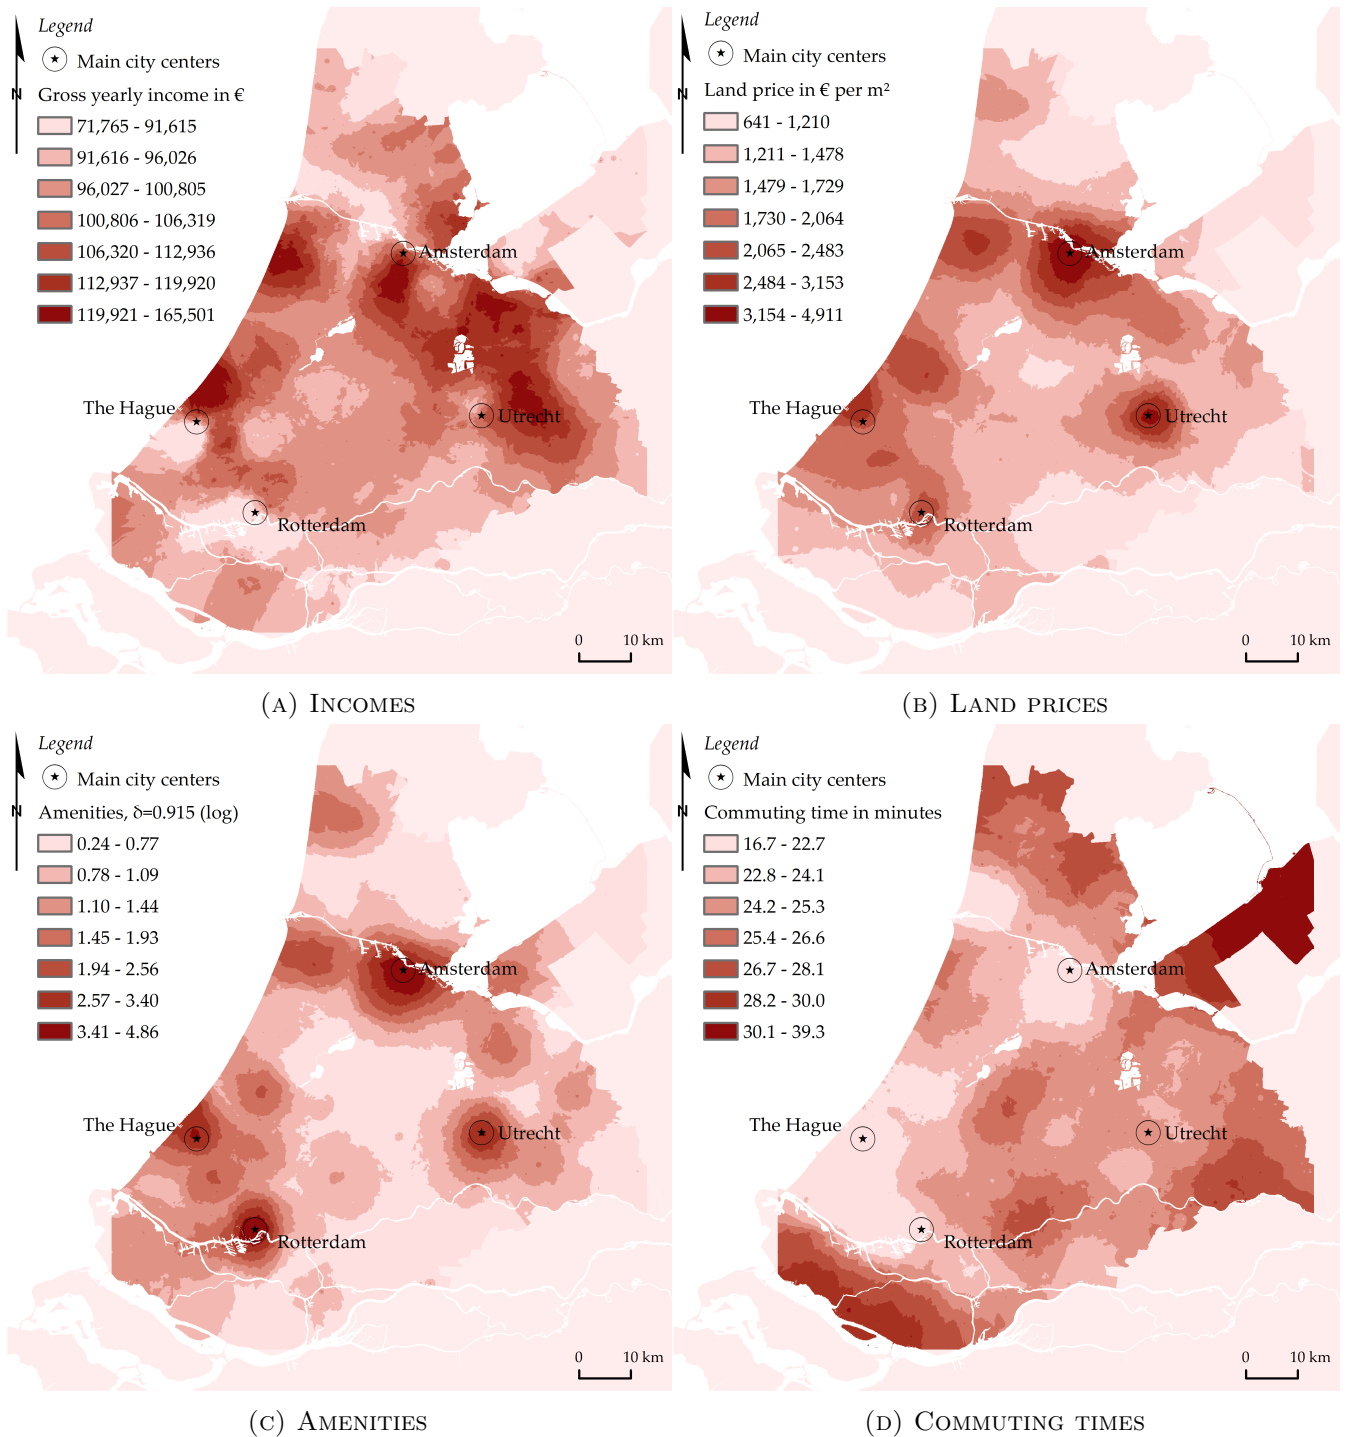 Legend
Main city centers
N
Gross yearly income in €
71,765 - 91,615
91,616 - 96,026
96,027 - 100,805
100,806 - 106,319
106,320 - 112,936
112,937 - 119,920
119,921 - 165,501
Amsterdam
The Hague
Utrecht
Rotterdam
0 10 km
(A) INCOMES
Legend
Main city centers
N
Land price in € per m²
641 - 1,210
1,211 - 1,478
1,479 - 1,729
1,730 - 2,064
2,065 - 2,483
2,484 - 3,153
3,154 - 4,911
Amsterdam
The Hague
Utrecht
Rotterdam
0 10 km
(B) LAND PRICES
Legend
Main city centers
N
Amenities, δ=0.915 (log)
0.24 - 0.77
0.78 - 1.09
1.10 - 1.44
1.45 - 1.93
1.94 - 2.56
2.57 - 3.40
3.41 - 4.86
Amsterdam
The Hague
Utrecht
Rotterdam
0 10 km
(C) AMENITIES
Legend
Main city centers
N
Commuting time in minutes
16.7 - 22.7
22.8 - 24.1
24.2 - 25.3
25.4 - 26.6
26.7 - 28.1
28.2 - 30.0
30.1 - 39.3
Amsterdam
The Hague
Utrecht
Rotterdam
0 10 km
(D) COMMUTING TIMES